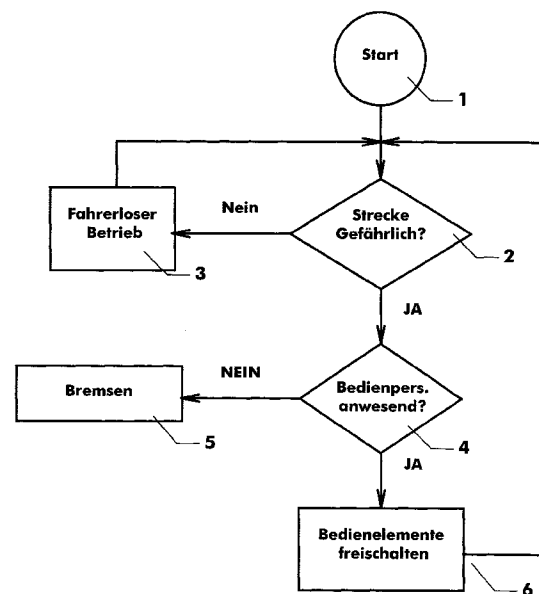 Start
1
Nein
Fahrerloser
Betrieb
3
Strecke
Gefährlich?
2
JA
NEIN
Bremsen
5
Bedienpers.
anwesend?
4
JA
Bedienelemente
freischalten
6